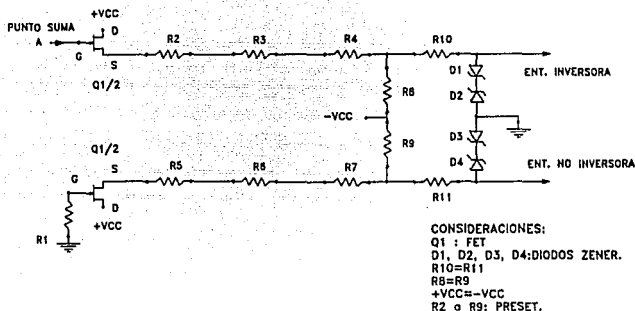 +VCC
PUNTO SUMA
D
A
G
S
Q1/2
R2
R3
R4
R10
D1
ENT. INVERSORA
D2
R8
-VCC
R9
D3
D4
Q1/2
S
G
D
+VCC
R1
R5
R6
R7
R11
ENT. NO INVERSORA
CONSIDERACIONES:
Q1 : FET
D1, D2, D3, D4:DIODOS ZENER.
R10=R11
R8=R9
+VCC=-VCC
R2 a R9: PRESET.